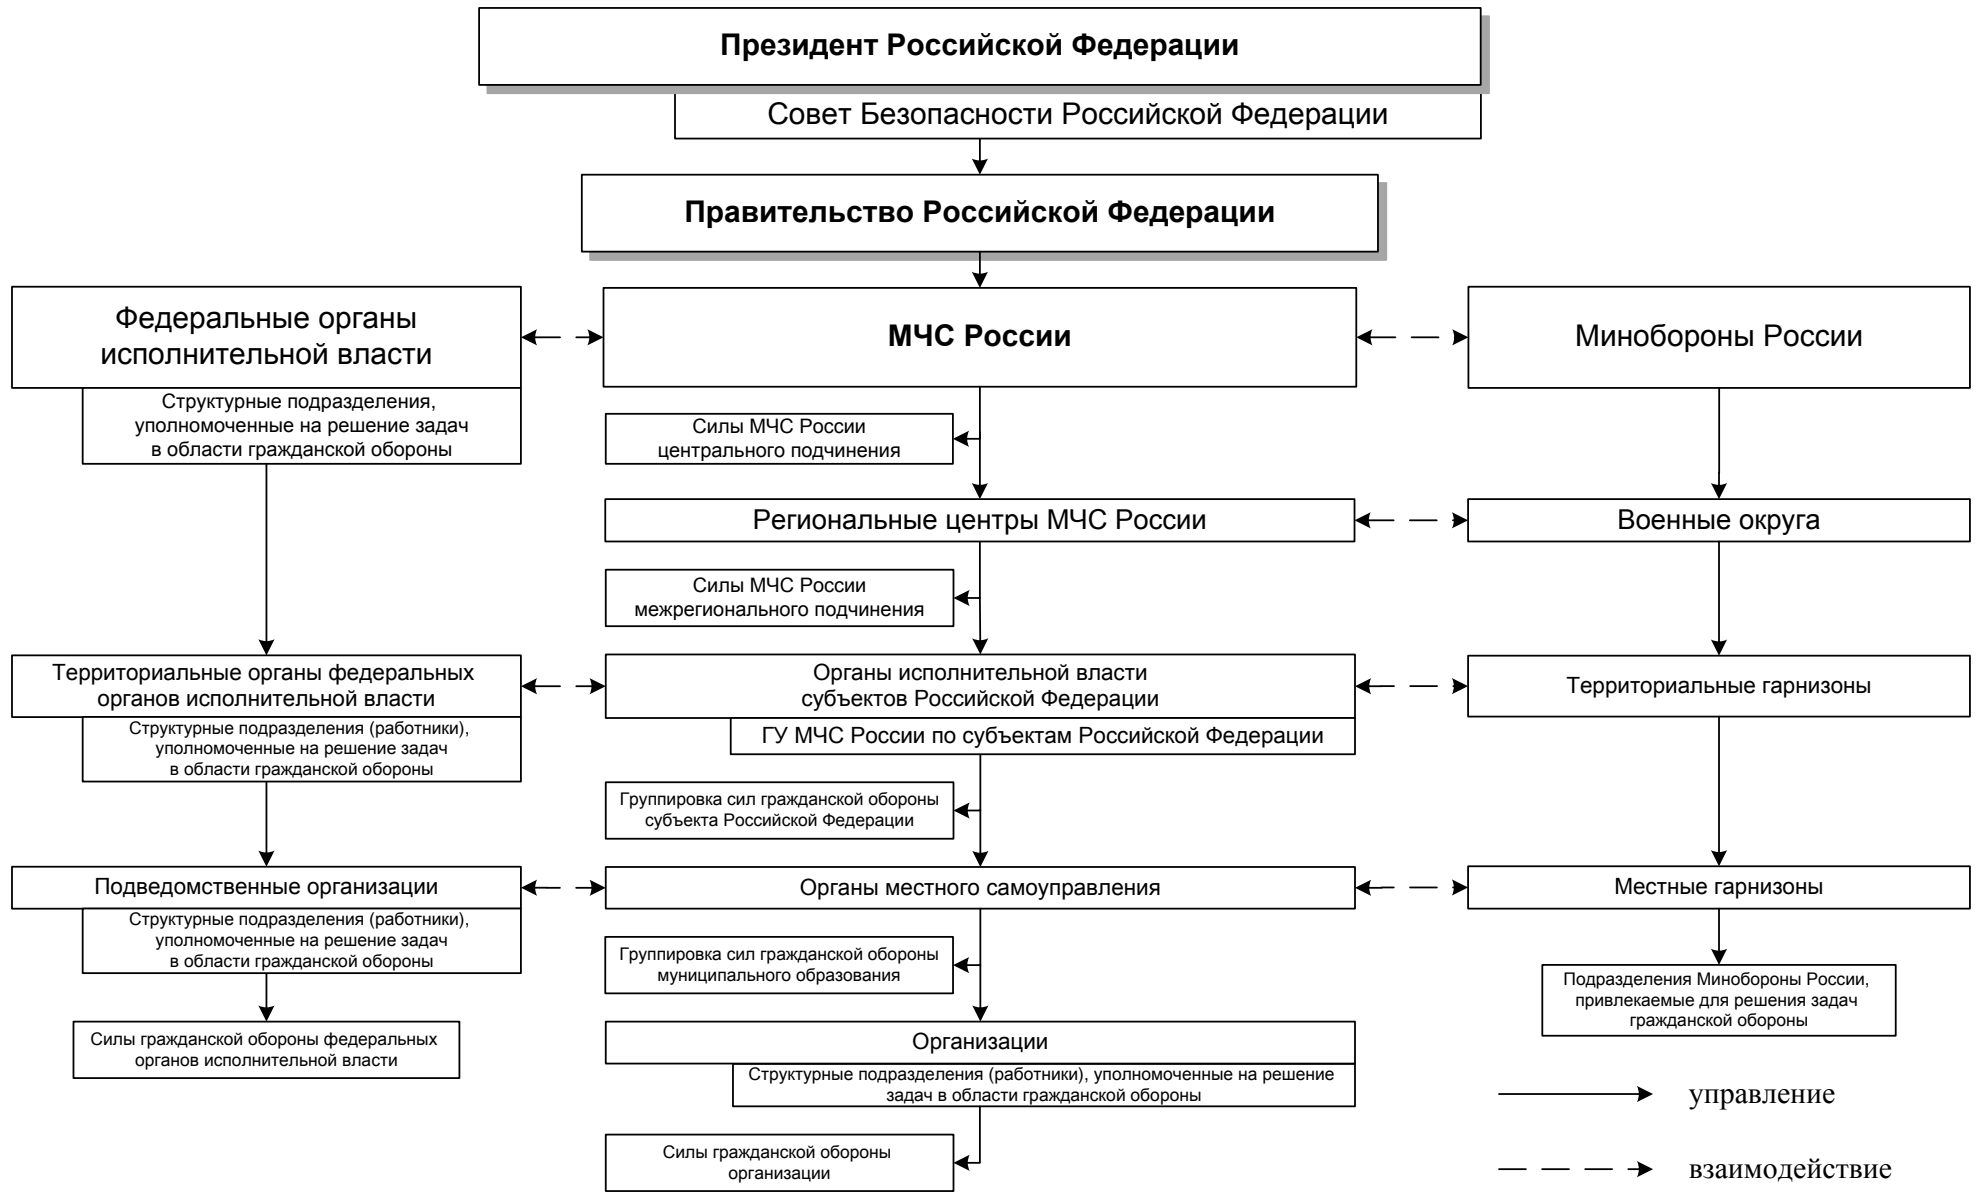 Президент Российской Федерации
Совет Безопасности Российской Федерации
Правительство Российской Федерации
Федеральные органы
исполнительной власти
Структурные подразделения,
уполномоченные на решение задач
в области гражданской обороны
МЧС России
Минобороны России
Силы МЧС России
центрального подчинения
Региональные центры МЧС России
Военные округа
Силы МЧС России
межрегионального подчинения
Территориальные органы федеральных
органов исполнительной власти
Структурные подразделения (работники),
уполномоченные на решение задач
в области гражданской обороны
Органы исполнительной власти
субъектов Российской Федерации
ГУ МЧС России по субъектам Российской Федерации
Территориальные гарнизоны
Группировка сил гражданской обороны
субъекта Российской Федерации
Подведомственные организации
Структурные подразделения (работники),
уполномоченные на решение задач
в области гражданской обороны
Органы местного самоуправления
Местные гарнизоны
Группировка сил гражданской обороны
муниципального образования
Подразделения Минобороны России,
привлекаемые для решения задач
гражданской обороны
Силы гражданской обороны федеральных
органов исполнительной власти
Организации
Структурные подразделения (работники), уполномоченные на решение
задач в области гражданской обороны
Силы гражданской обороны
организации
управление
взаимодействие